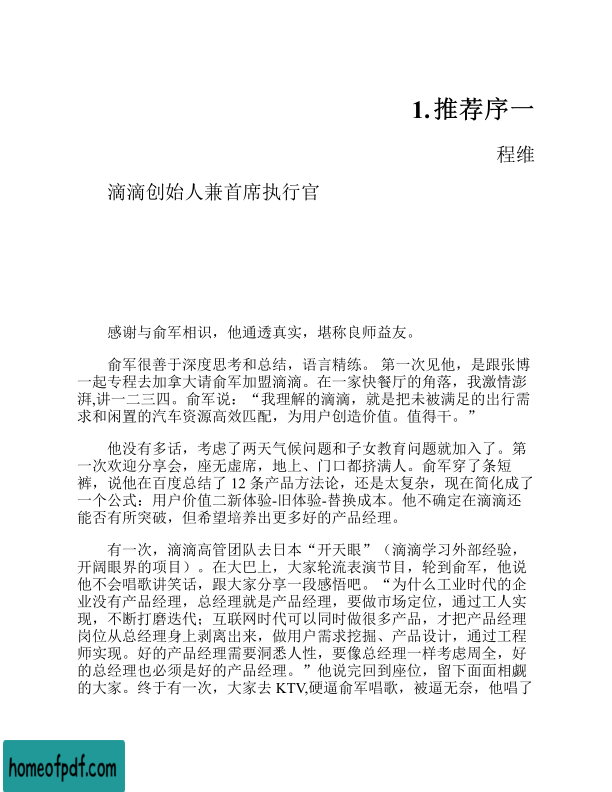 1.推荐序一
程维
滴滴创始人兼首席执行官
感谢与俞军相识，他通透真实，堪称良师益友。
俞军很善于深度思考和总结，语言精练。 第一次见他，是跟张博
一起专程去加拿大请俞军加盟滴滴。在一家快餐厅的角落，我激情澎
湃,讲一二三四。俞军说：“我理解的滴滴，就是把未被满足的出行需
求和闲置的汽车资源高效匹配，为用户创造价值。值得干。”
他没有多话，考虑了两天气候问题和子女教育问题就加入了。第
一次欢迎分享会，座无虚席，地上、门口都挤满人。俞军穿了条短
裤，说他在百度总结了 12 条产品方法论，还是太复杂，现在简化成了
一个公式：用户价值二新体验-旧体验-替换成本。他不确定在滴滴还
能否有所突破，但希望培养出更多好的产品经理。
有一次，滴滴高管团队去日本“开天眼”（滴滴学习外部经验，
开阔眼界的项目）。在大巴上，大家轮流表演节目，轮到俞军，他说
他不会唱歌讲笑话，跟大家分享一段感悟吧。“为什么工业时代的企
业没有产品经理，总经理就是产品经理，要做市场定位，通过工人实
现，不断打磨迭代；互联网时代可以同时做很多产品，才把产品经理
岗位从总经理身上剥离出来，做用户需求挖掘、产品设计，通过工程
师实现。好的产品经理需要洞悉人性，要像总经理一样考虑周全，好
的总经理也必须是好的产品经理。”他说完回到座位，留下面面相觑
的大家。终于有一次，大家去 KTV,硬逼俞军唱歌，被逼无奈，他唱了
homeofpdf.com